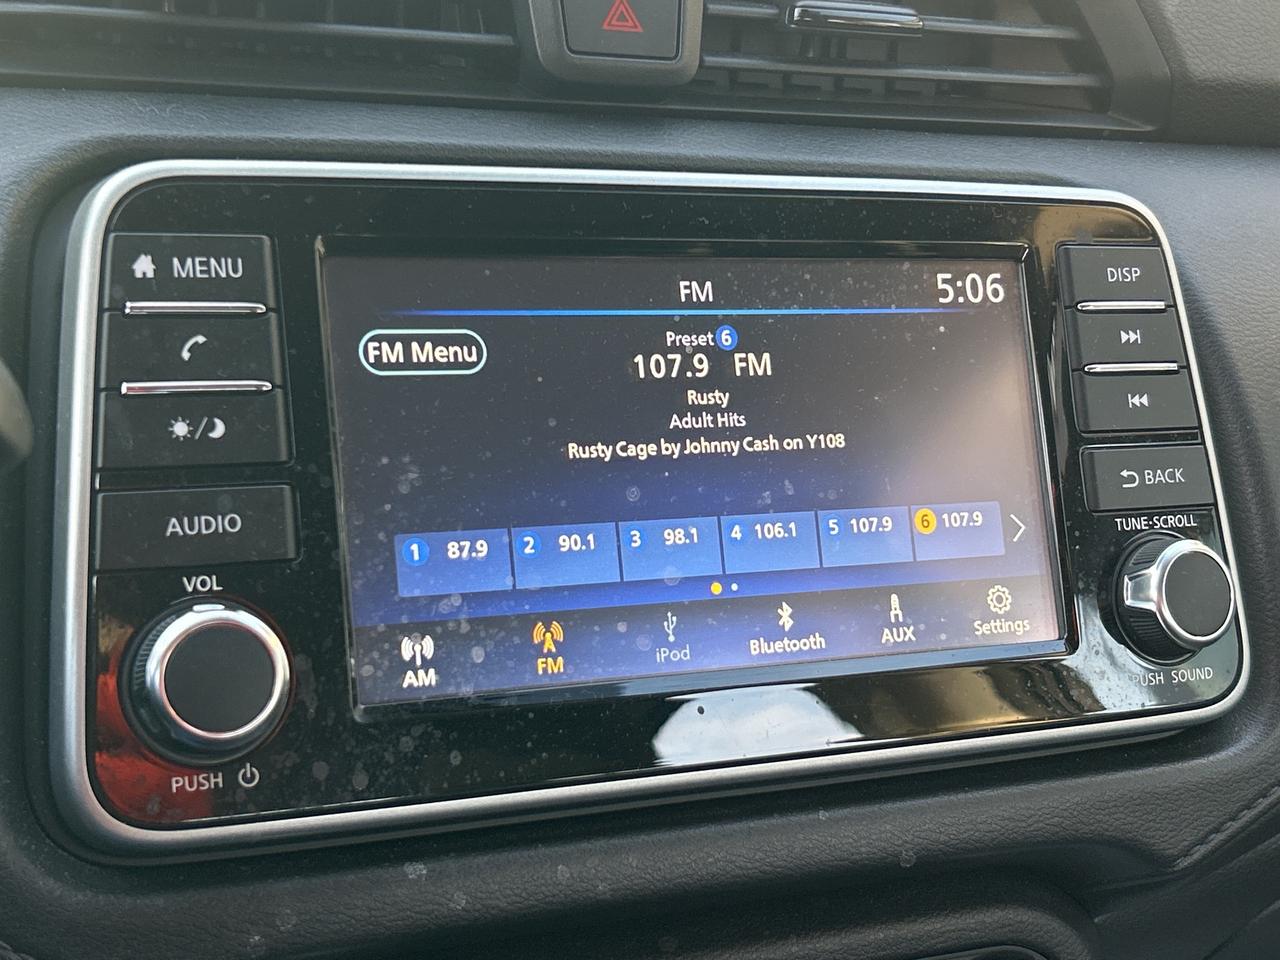 MENU
AUDIO
VOL
PUSH
FM
5:06
FM Menu
Preset 6
107.9 FM
Rusty
Adult Hits
Rusty Cage by Johnny Cash on Y108
1 87.9
2 90.1
3 98.1
4 106.1
5 107.9
6 107.9
AM
FM
iPod
Bluetooth
AUX
Settings
DISP
BACK
TUNE·SCROLL
PUSH SOUND